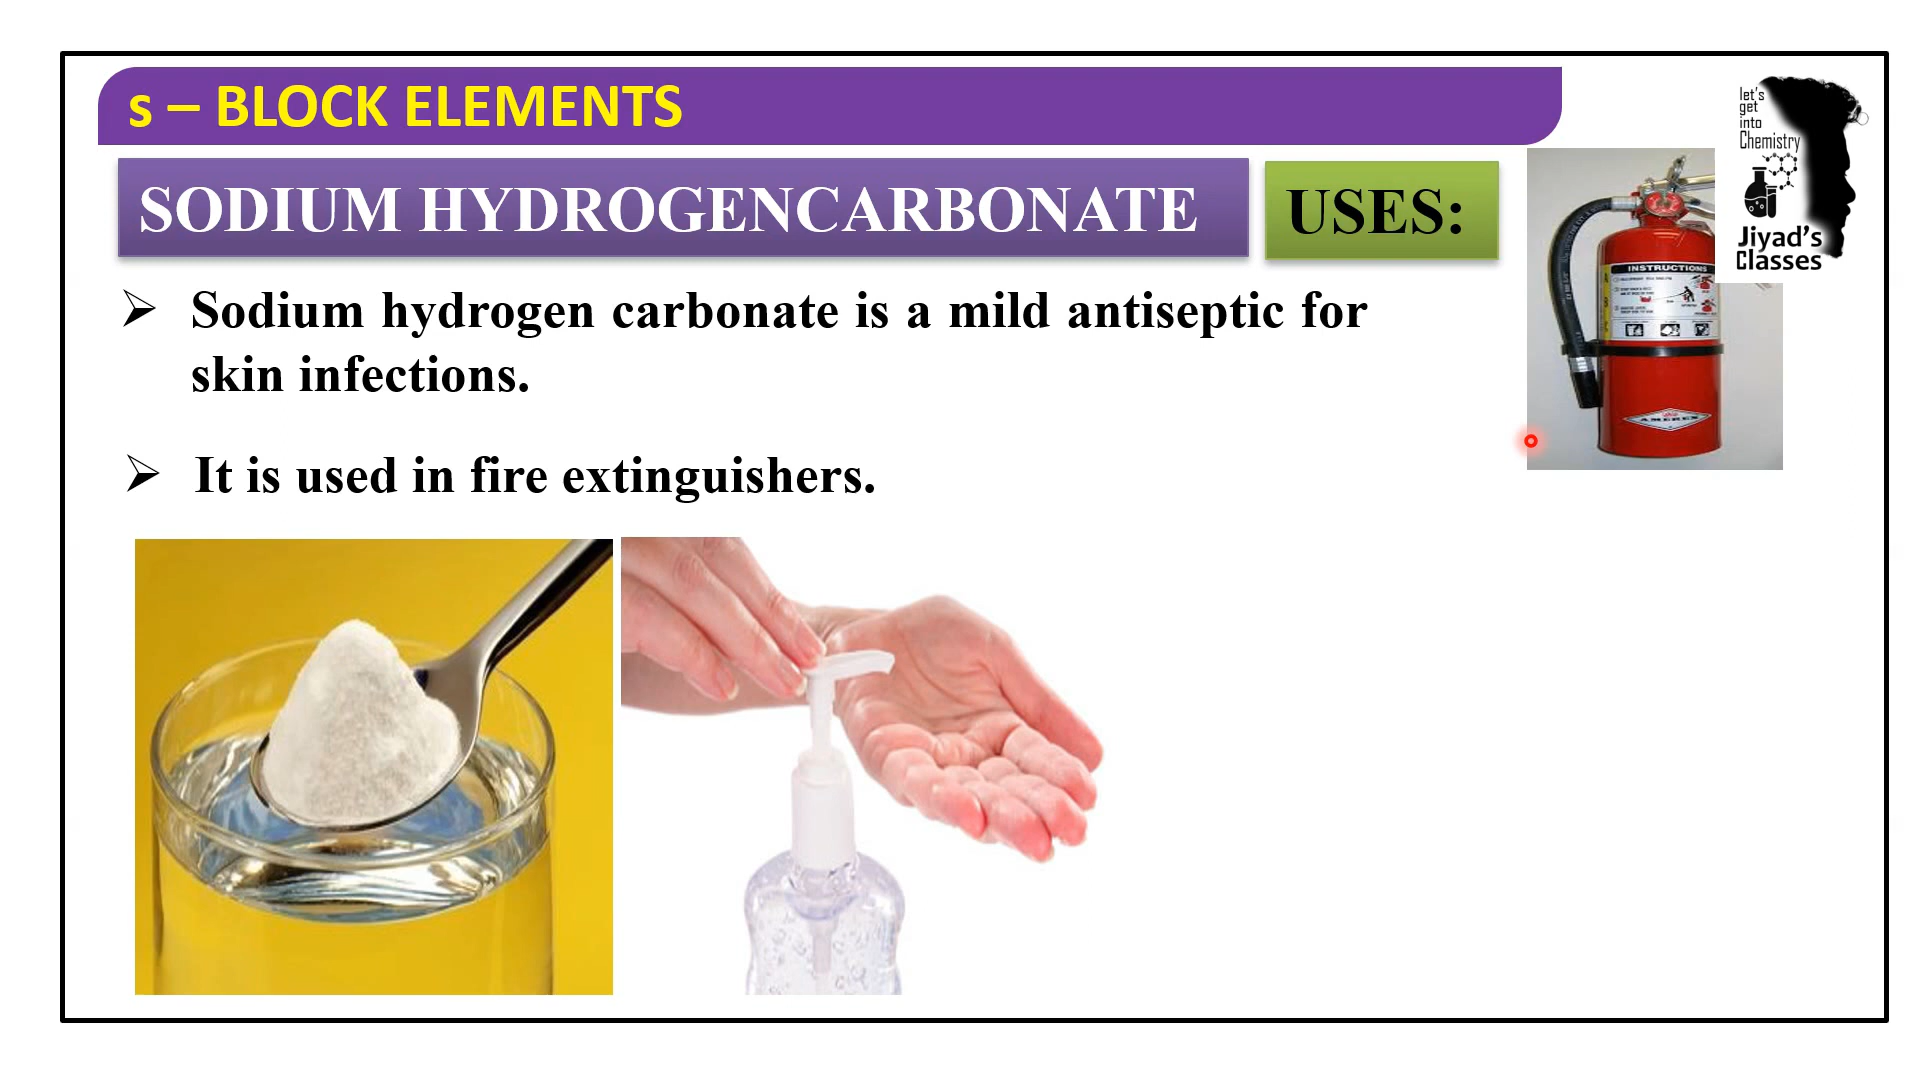 s – BLOCK ELEMENTS
let's
get
into
Chemistry
SODIUM HYDROGENCARBONATE
USES:
Jiyad's
Classes
INSTRUCTIONS
Sodium hydrogen carbonate is a mild antiseptic for
skin infections.
AMEREX
It is used in fire extinguishers.